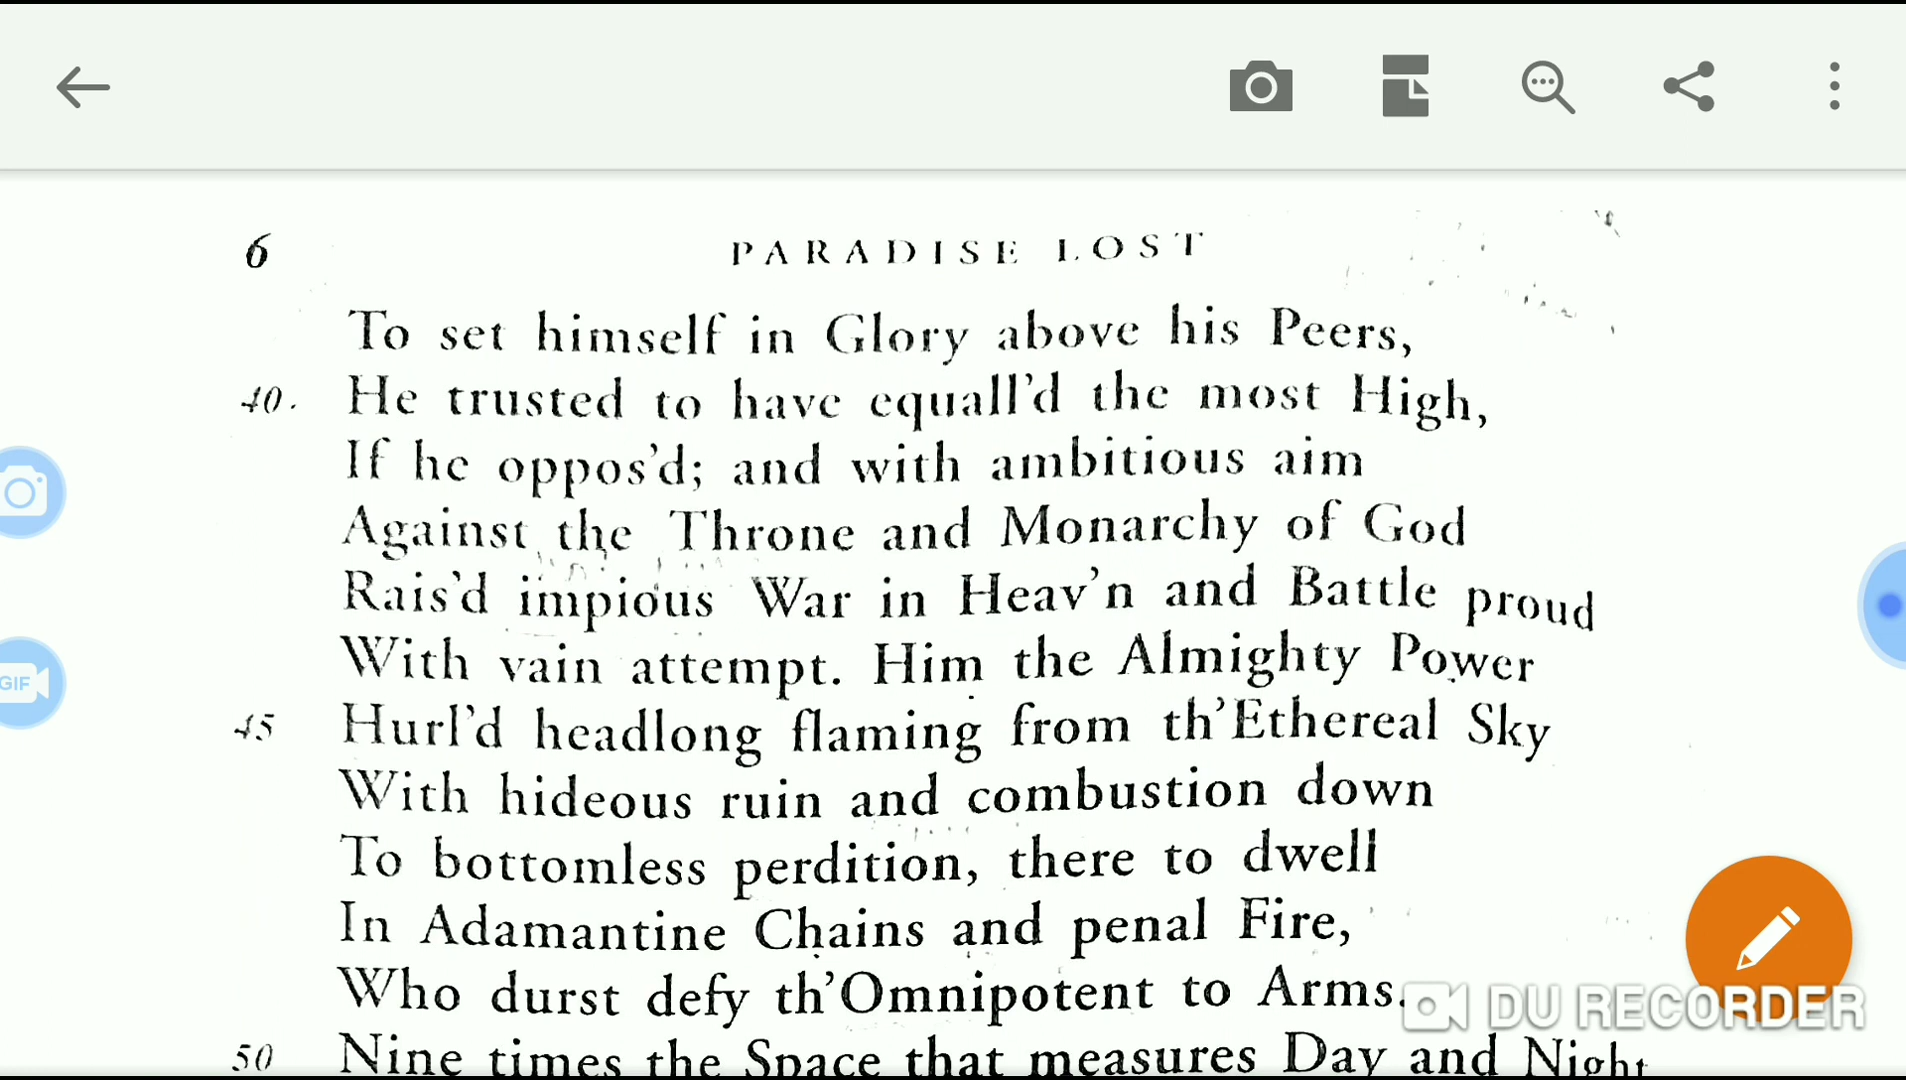 6 PARADISE LOST
To set himself in Glory above his Peers,
40. He trusted to have equall'd the most High,
If he oppos'd; and with ambitious aim
Against the Throne and Monarchy of God
Rais'd impious War in Heav'n and Battle proud
With vain attempt. Him the Almighty Power
45 Hurl'd headlong flaming from th'Ethereal Sky
With hideous ruin and combustion down
To bottomless perdition, there to dwell
In Adamantine Chains and penal Fire,
GIF
Who durst defy th'Omnipotent to Arms.
DU RECORDER
50 Nine times the Space that measures Day and Night